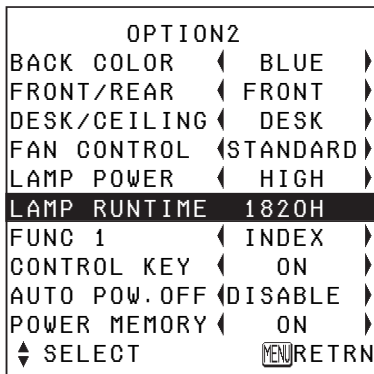 OPTION2
BACK COLOR BLUE
FRONT/REAR FRONT
DESK/CEILING DESK
FAN CONTROL STANDARD
LAMP POWER HIGH
LAMP RUNTIME 1820H
FUNC 1 INDEX
CONTROL KEY ON
AUTO POW.OFF DISABLE
POWER MEMORY ON
SELECT MENU RETRN